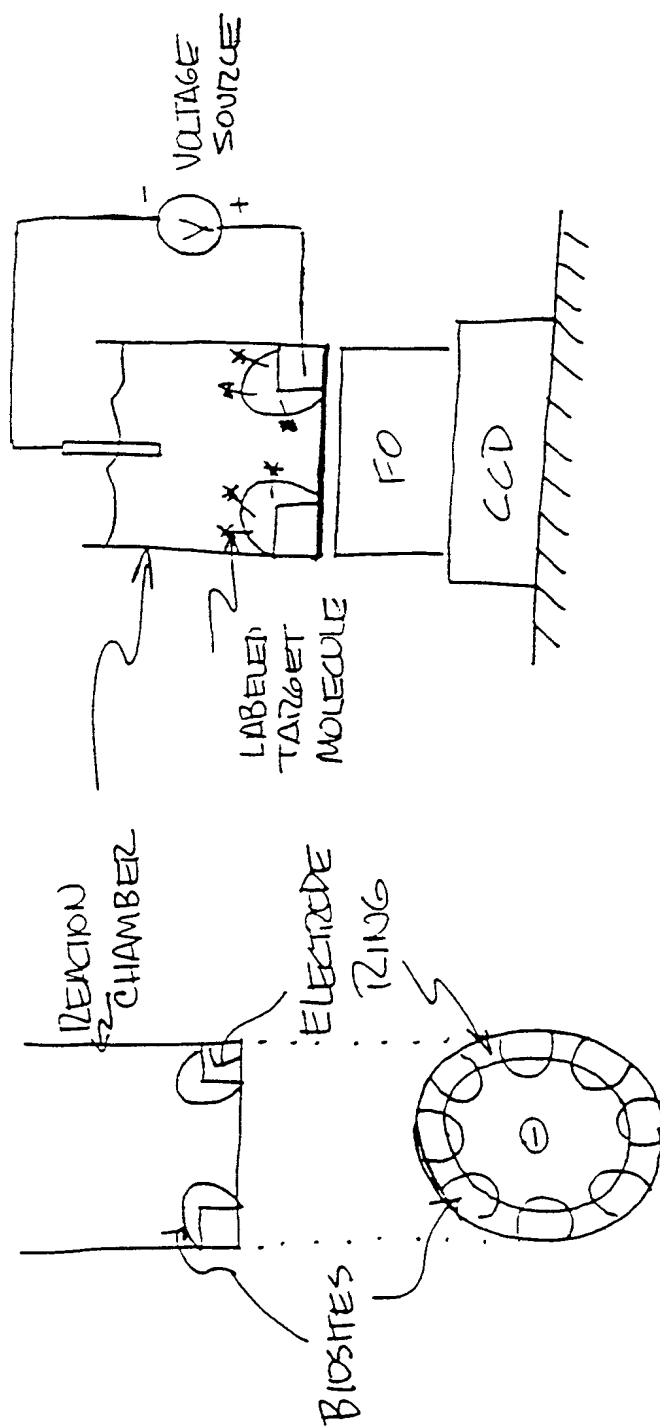 REACTION
CHAMBER
ELECTRODE
RING
BIOSITES
-
VOLTAGE
SOURCE
V
+
LABELED
TARGET
MOLECULE
FO
CCD